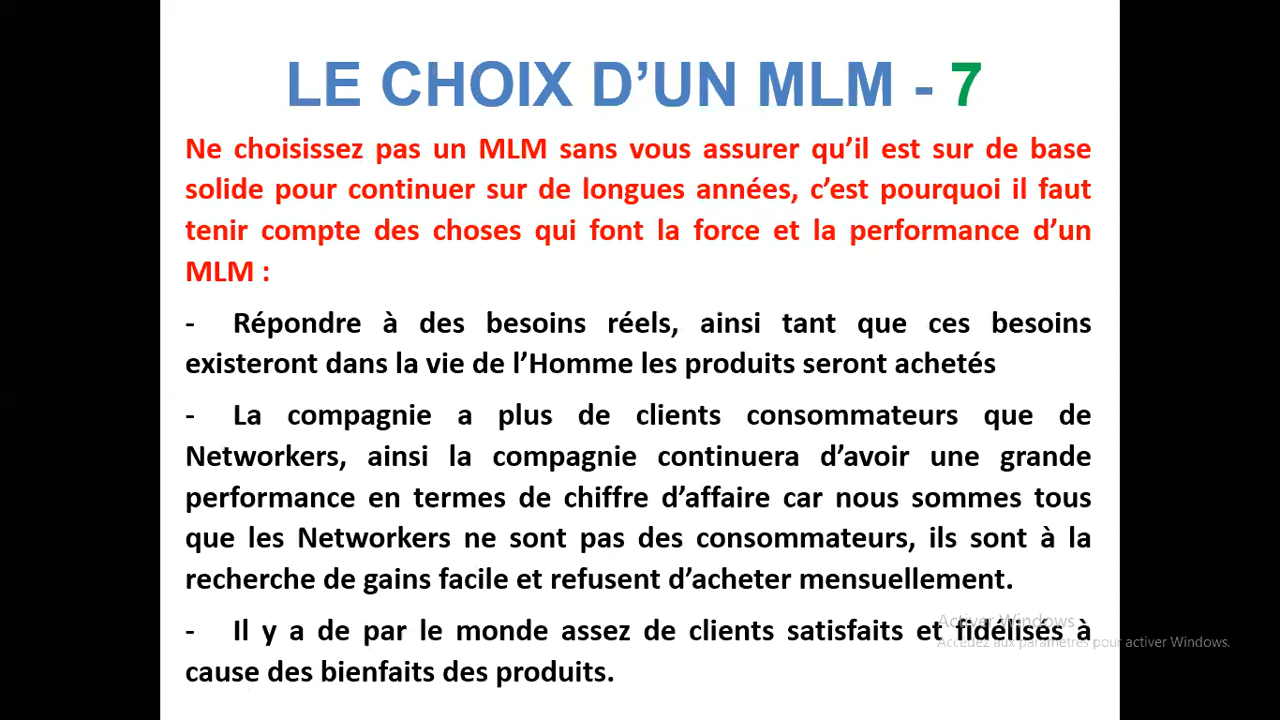 LE CHOIX D’UN MLM - 7
Ne choisissez pas un MLM sans vous assurer qu’il est sur de base
solide pour continuer sur de longues années, c’est pourquoi il faut
tenir compte des choses qui font la force et la performance d’un
MLM :
- Répondre à des besoins réels, ainsi tant que ces besoins
existeront dans la vie de l’Homme les produits seront achetés
- La compagnie a plus de clients consommateurs que de
Networkers, ainsi la compagnie continuera d’avoir une grande
performance en termes de chiffre d’affaire car nous sommes tous
que les Networkers ne sont pas des consommateurs, ils sont à la
recherche de gains facile et refusent d’acheter mensuellement.
- Il y a de par le monde assez de clients satisfaits et fidélisés à
cause des bienfaits des produits.
Activer Windows
Accédez aux paramètres pour activer Windows.